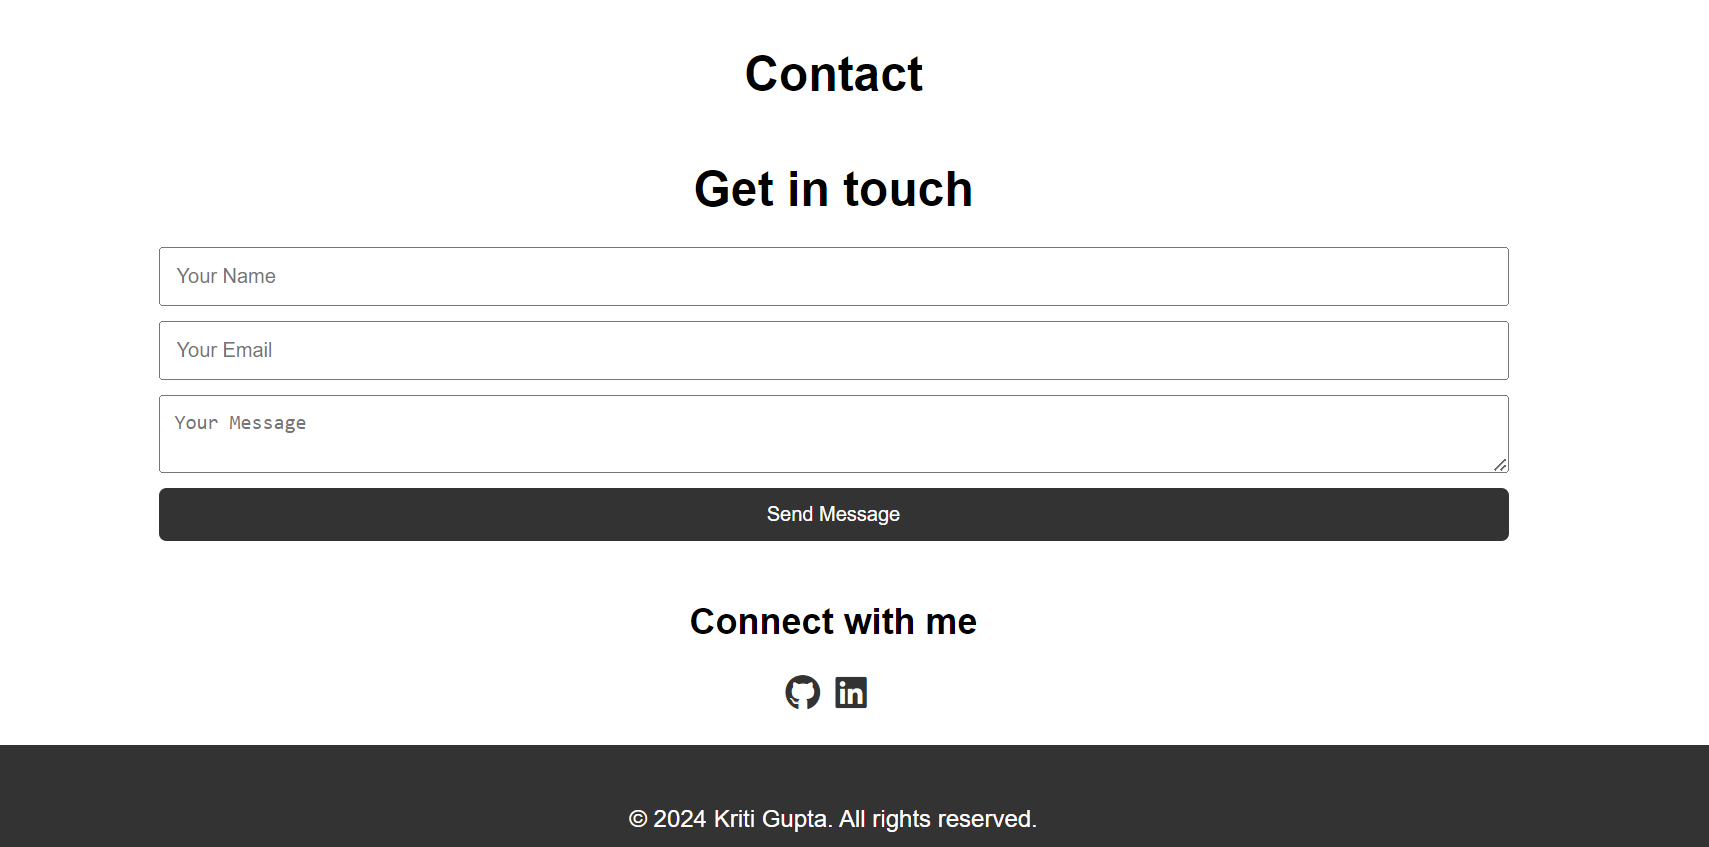 Contact
Get in touch
Your Name
Your Email
Your Message
Send Message
Connect with me
© 2024 Kriti Gupta. All rights reserved.